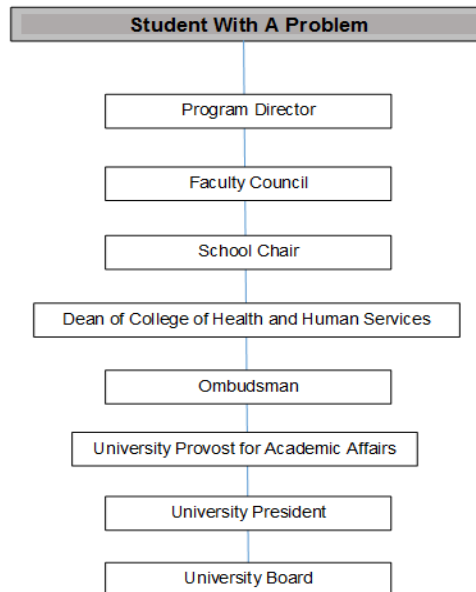 Student With A Problem
Program Director
Faculty Council
School Chair
Dean of College of Health and Human Services
Ombudsman
University Provost for Academic Affairs
University President
University Board